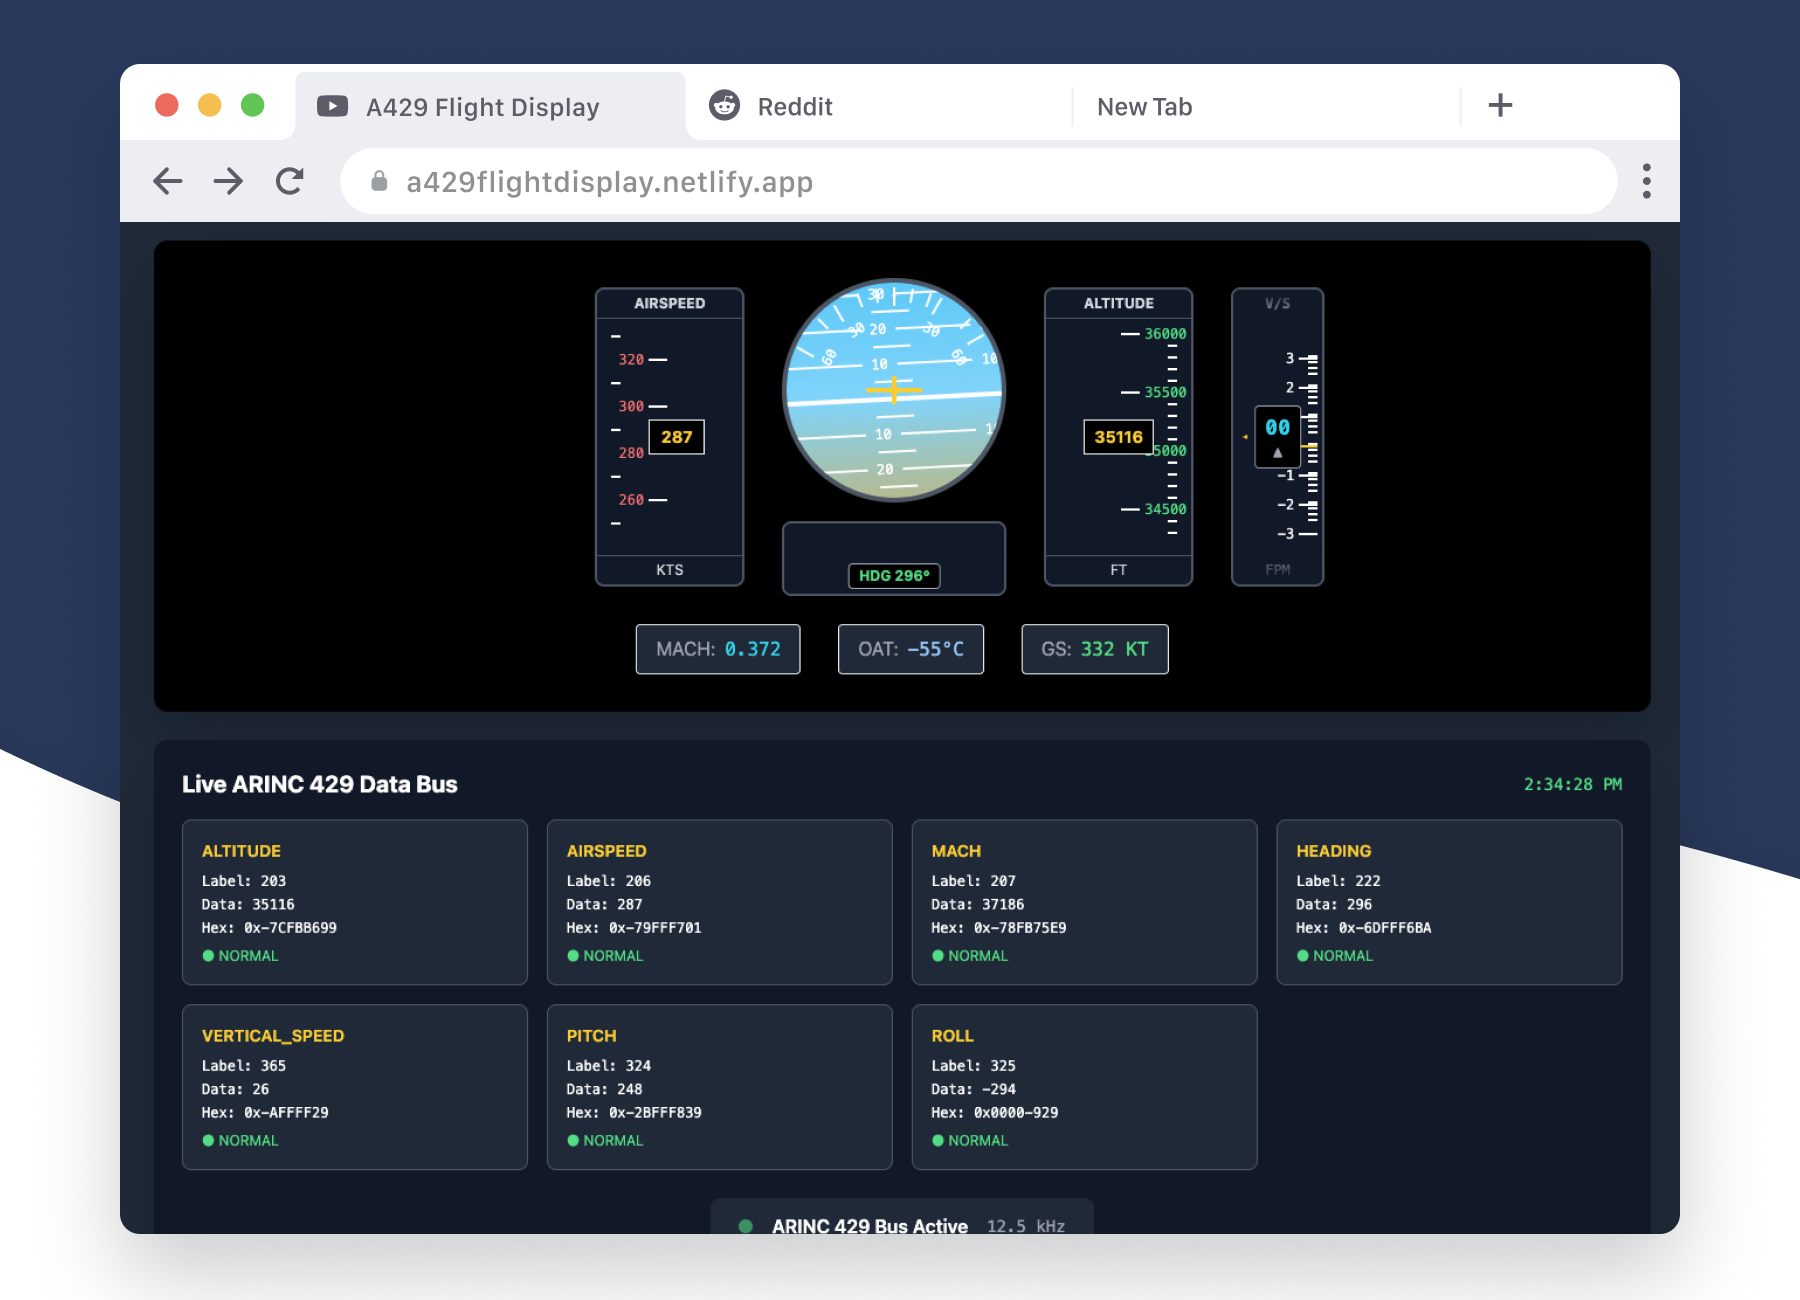 A429 Flight Display
Reddit
New Tab
a429flightdisplay.netlify.app
AIRSPEED
320
300
280
260
287
KTS
30
30
30
60
60
20
10
10
10
20
HDG 296°
ALTITUDE
36000
35500
35000
34500
35116
FT
V/S
3
2
00
-1
-2
-3
FPM
MACH: 0.372
OAT: -55°C
GS: 332 KT
Live ARINC 429 Data Bus
2:34:28 PM
ALTITUDE
Label: 203
Data: 35116
Hex: 0x-7CFBB699
NORMAL
AIRSPEED
Label: 206
Data: 287
Hex: 0x-79FFF701
NORMAL
MACH
Label: 207
Data: 37186
Hex: 0x-78FB75E9
NORMAL
HEADING
Label: 222
Data: 296
Hex: 0x-6DFFF6BA
NORMAL
VERTICAL_SPEED
Label: 365
Data: 26
Hex: 0x-AFFFF29
NORMAL
PITCH
Label: 324
Data: 248
Hex: 0x-2BFFF839
NORMAL
ROLL
Label: 325
Data: -294
Hex: 0x0000-929
NORMAL
ARINC 429 Bus Active 12.5 kHz